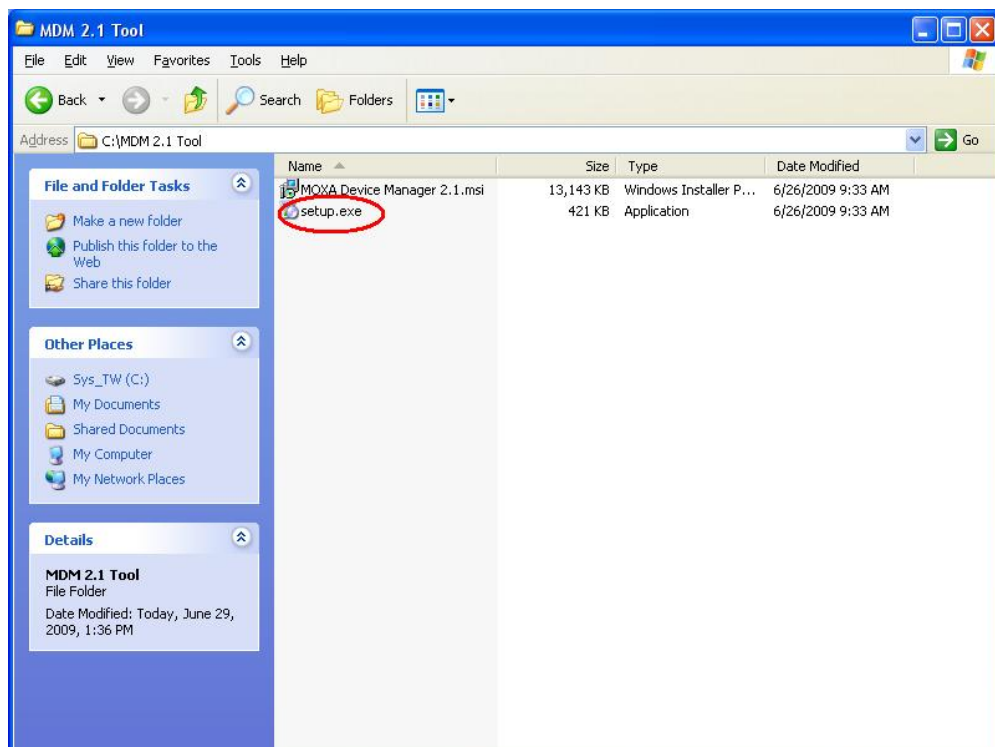 MDM 2.1 Tool
File Edit View Favorites Tools Help
Back Search Folders
Address C:\MDM 2.1 Tool Go
Name Size Type Date Modified
MOXA Device Manager 2.1.msi 13,143 KB Windows Installer P... 6/26/2009 9:33 AM
setup.exe 421 KB Application 6/26/2009 9:33 AM
File and Folder Tasks
Make a new folder
Publish this folder to the
Web
Share this folder
Other Places
Sys_TW (C:)
My Documents
Shared Documents
My Computer
My Network Places
Details
MDM 2.1 Tool
File Folder
Date Modified: Today, June 29,
2009, 1:36 PM